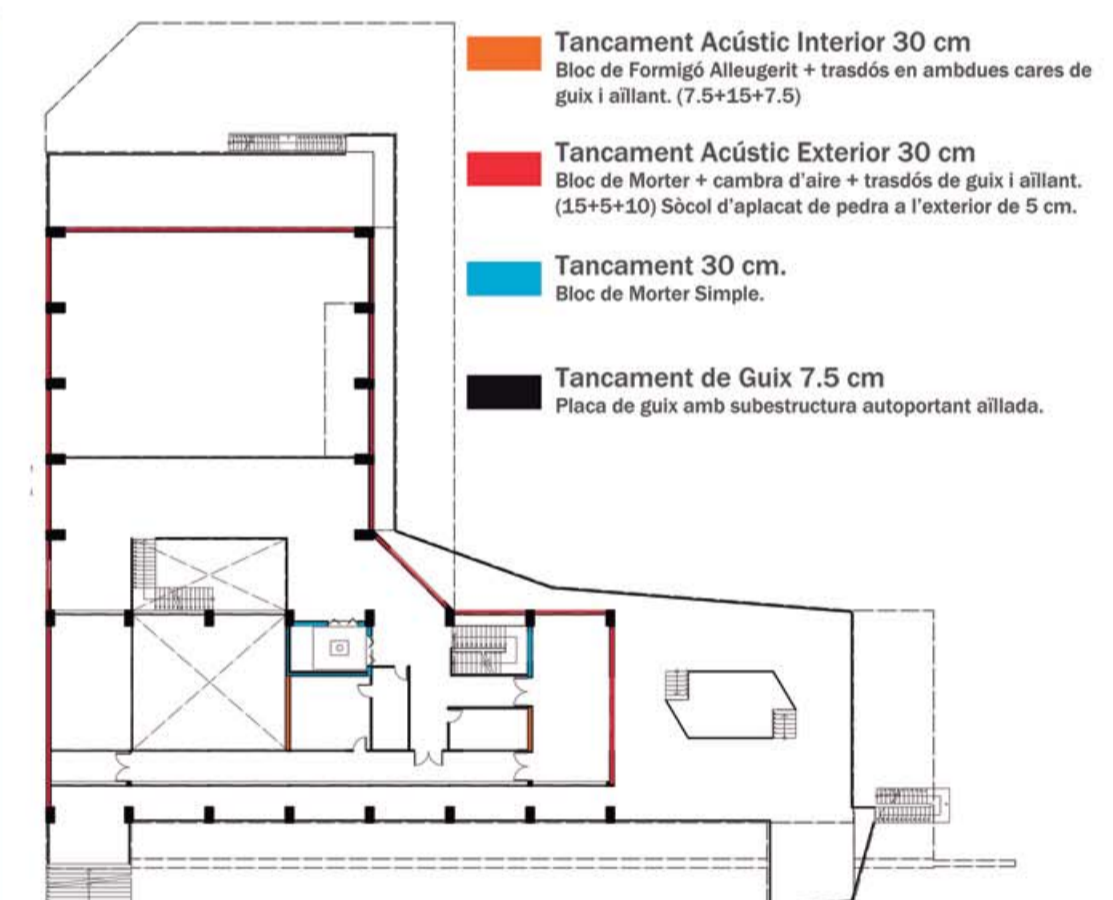 Tancament Acústic Interior 30 cm
Bloc de Formigó Alleugerit + trasdós en ambdues cares de
guix i aïllant. (7.5+15+7.5)
Tancament Acústic Exterior 30 cm
Bloc de Morter + cambra d'aire + trasdós de guix i aïllant.
(15+5+10) Sòcol d'aplacat de pedra a l'exterior de 5 cm.
Tancament 30 cm.
Bloc de Morter Simple.
Tancament de Guix 7.5 cm
Placa de guix amb subestructura autoportant aïllada.